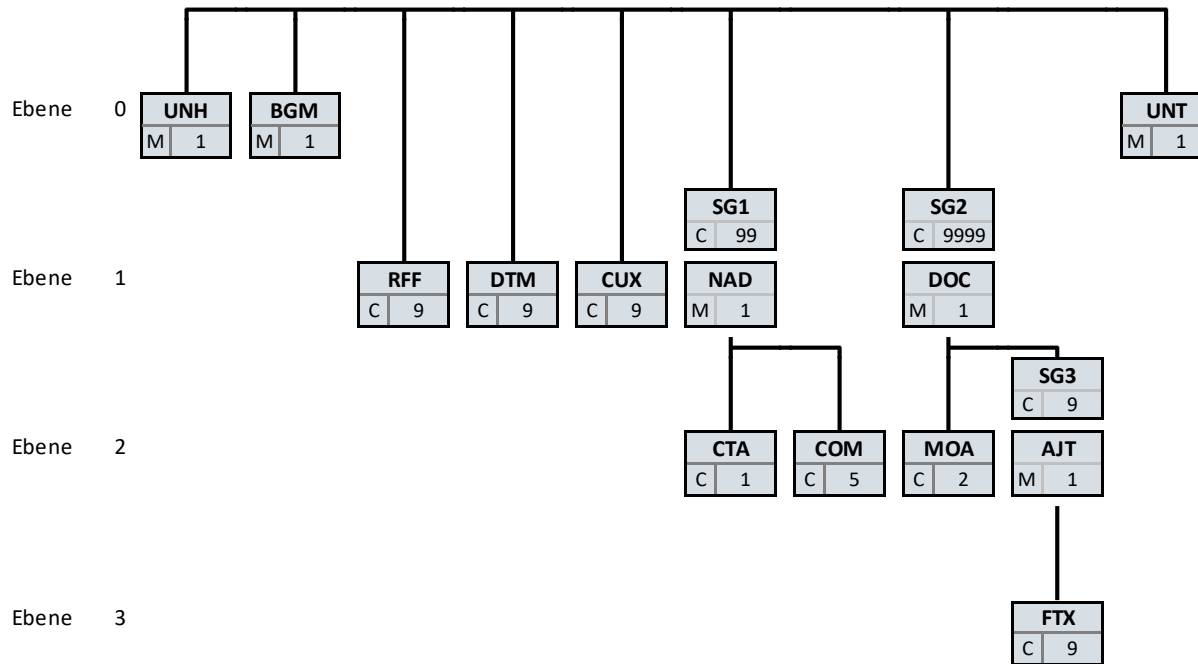 Ebene 0 UNH BGM UNT
M 1 M 1 M 1
SG1 SG2
C 99 C 9999
Ebene 1 RFF DTM CUX NAD DOC
C 9 C 9 C 9 M 1 M 1
SG3
C 9
Ebene 2 CTA COM MOA AJT
C 1 C 5 C 2 M 1
Ebene 3 FTX
C 9